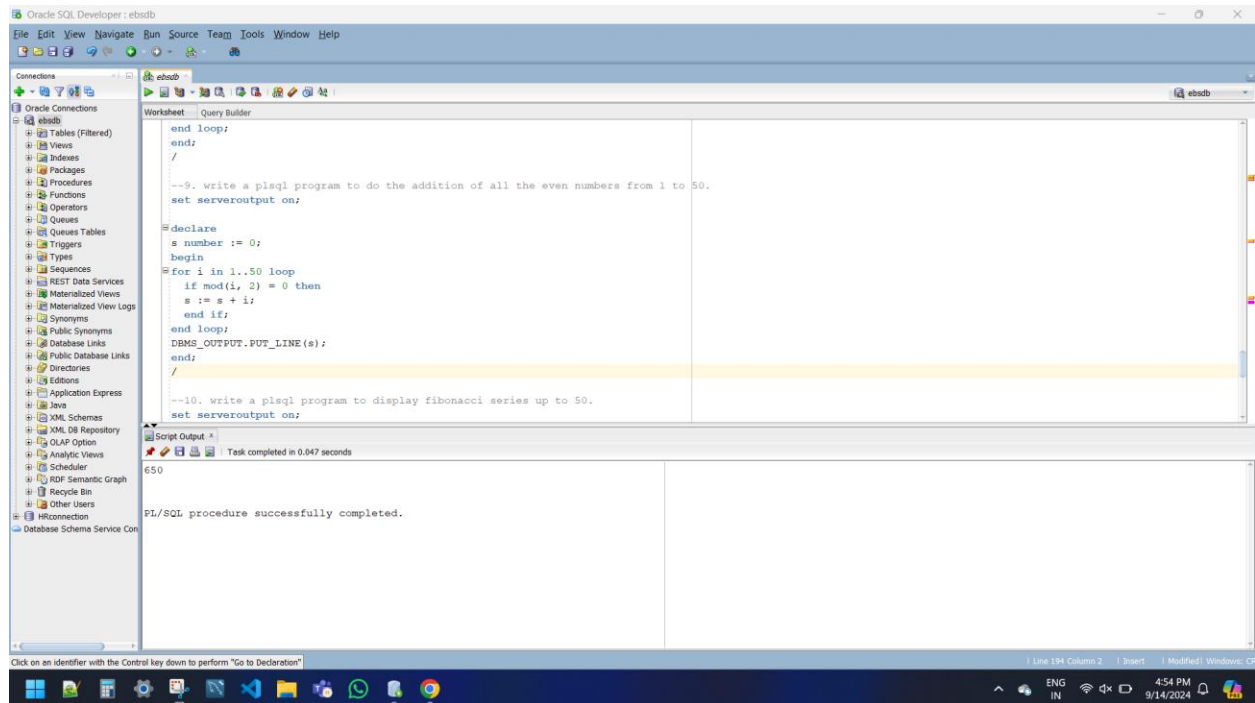 Oracle SQL Developer : ebsdb
File Edit View Navigate Run Source Team Tools Window Help
Connections
ebsdb
ebsdb
Oracle Connections
ebsdb
Tables (Filtered)
Views
Indexes
Packages
Procedures
Functions
Operators
Queues
Queues Tables
Triggers
Types
Sequences
REST Data Services
Materialized Views
Materialized View Logs
Synonyms
Public Synonyms
Database Links
Public Database Links
Directories
Editions
Application Express
Java
XML Schemas
XML DB Repository
OLAP Option
Analytic Views
Scheduler
RDF Semantic Graph
Recycle Bin
Other Users
HRconnection
Database Schema Service Con
Worksheet Query Builder
end loop;
end;
/
--9. write a plsql program to do the addition of all the even numbers from 1 to 50.
set serveroutput on;
declare
s number := 0;
begin
for i in 1..50 loop
if mod(i, 2) = 0 then
s := s + i;
end if;
end loop;
DBMS_OUTPUT.PUT_LINE(s);
end;
/
--10. write a plsql program to display fibonacci series up to 50.
set serveroutput on;
Script Output
Task completed in 0.047 seconds
650
PL/SQL procedure successfully completed.
Click on an identifier with the Control key down to perform "Go to Declaration"
Line 194 Column 2 Insert Modified Windows: CR
ENG
IN
4:54 PM
9/14/2024